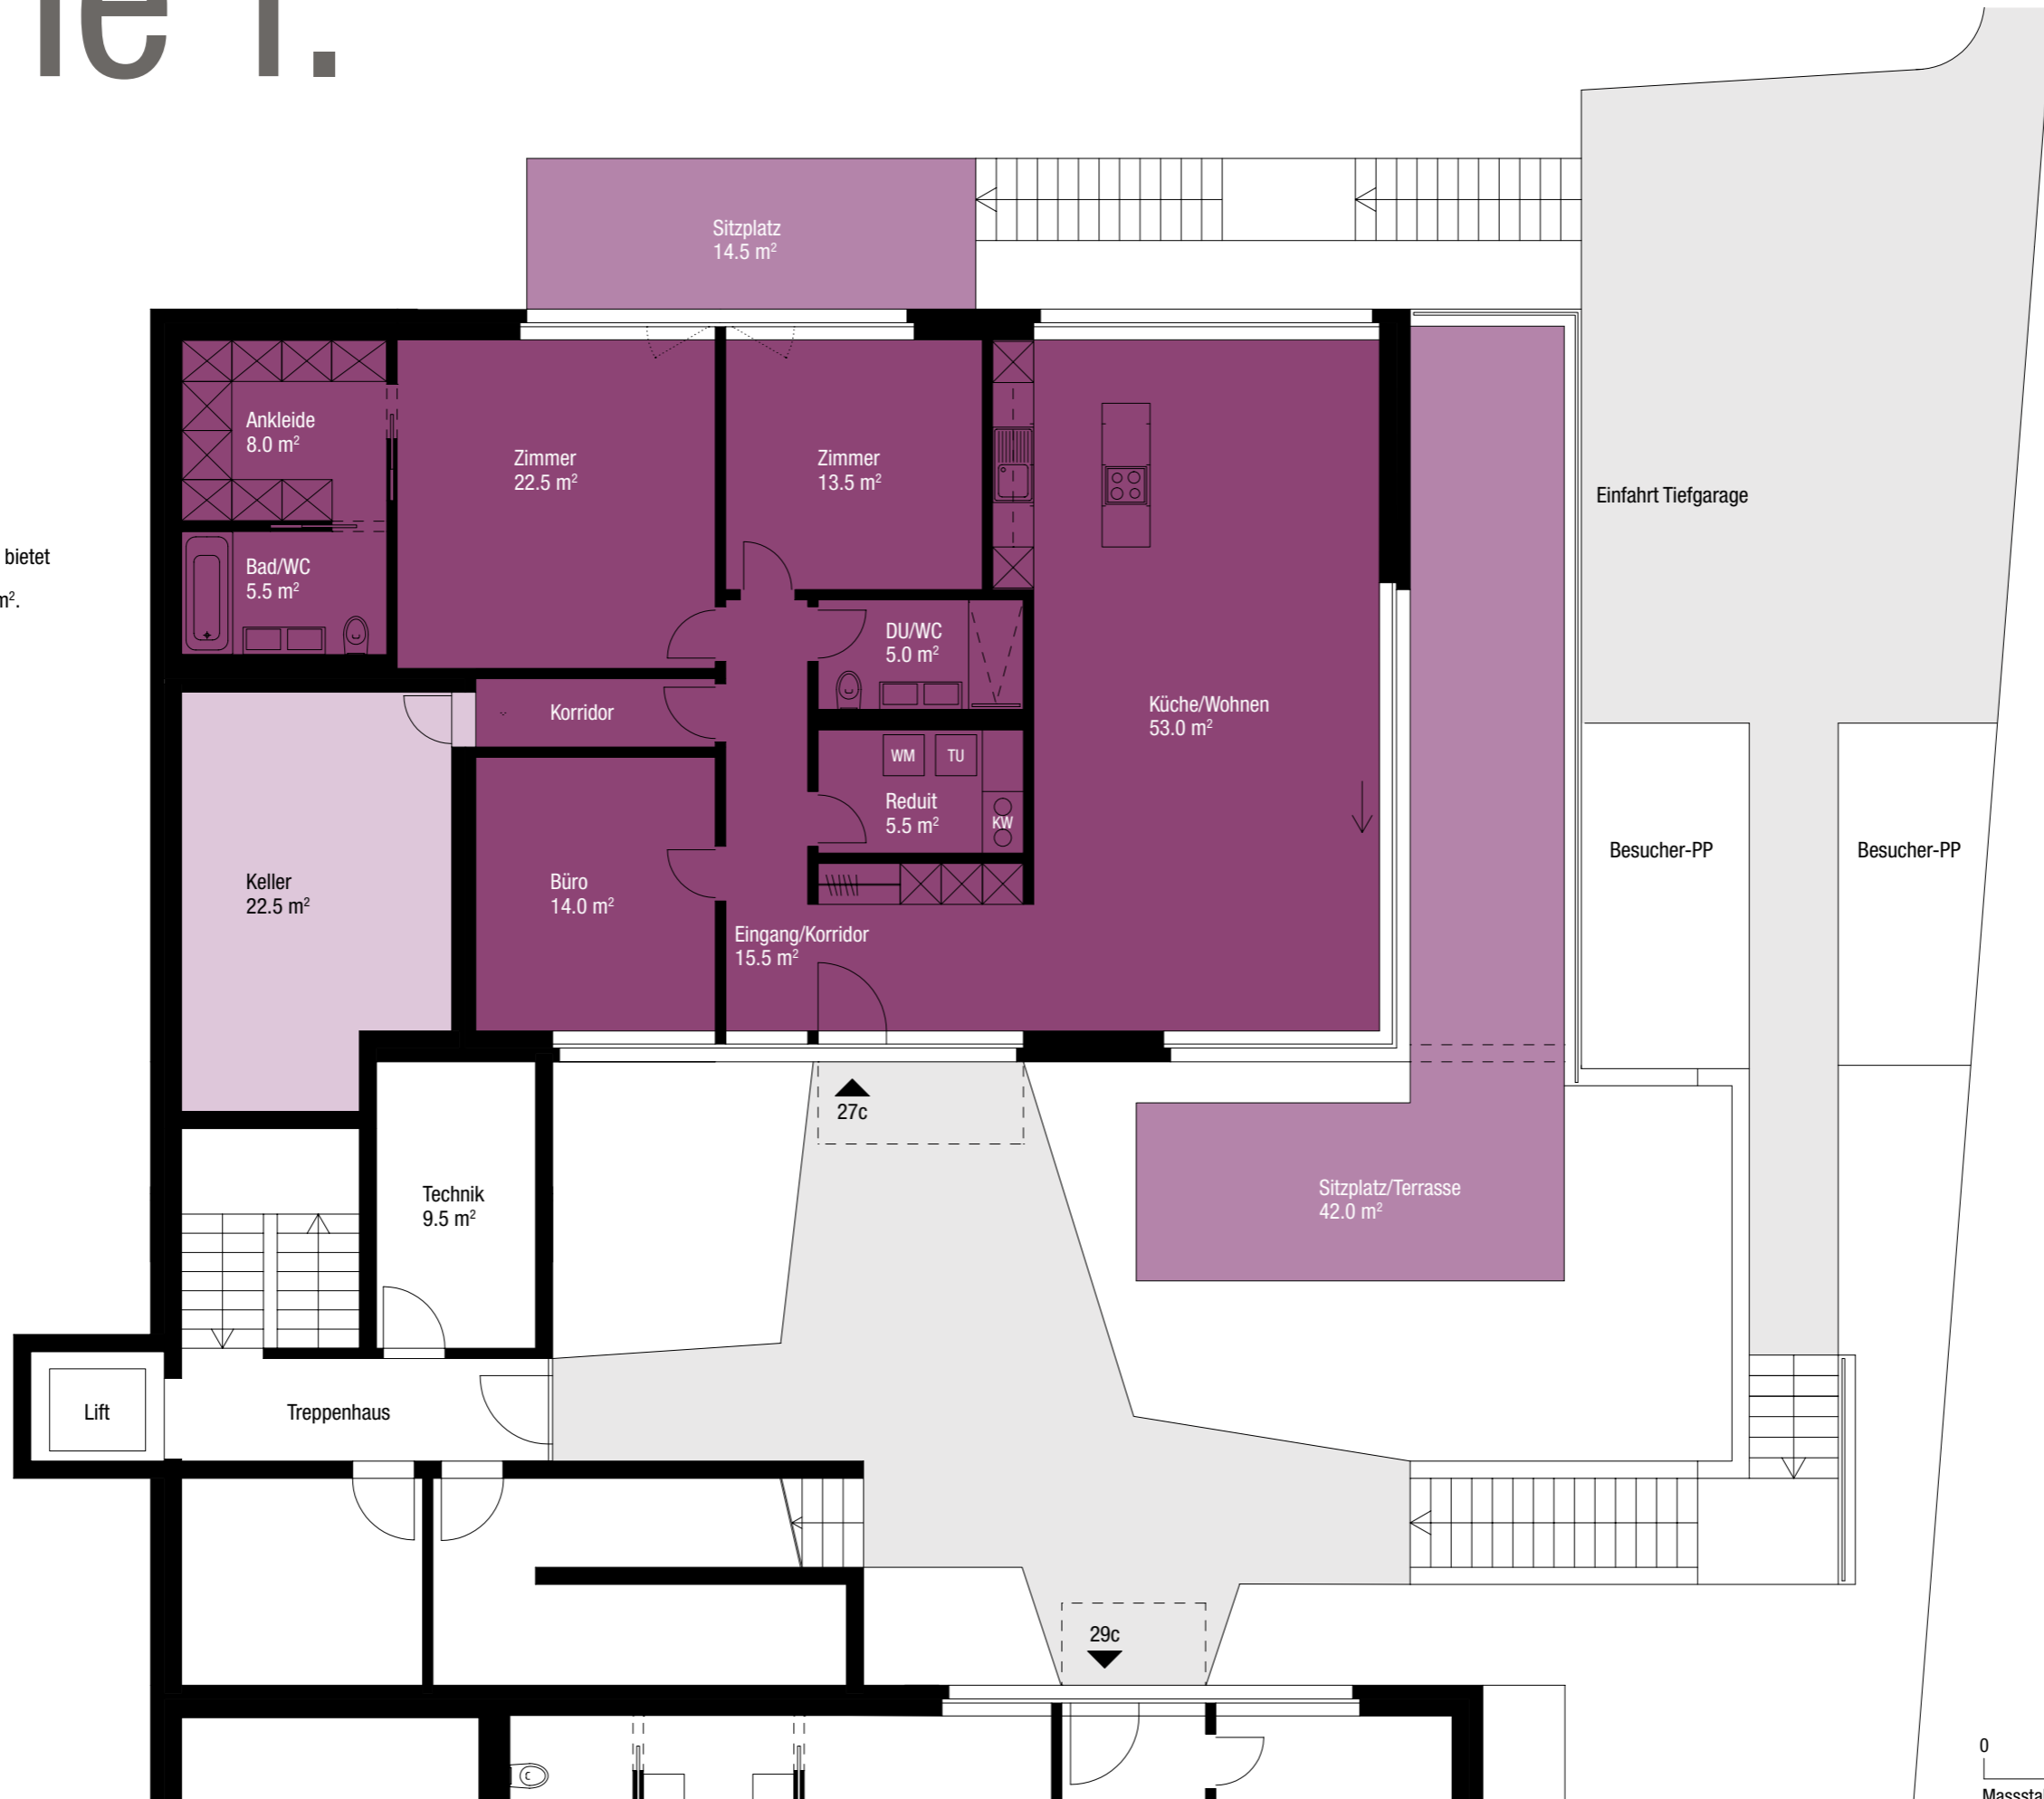 Sitzplatz
14.5 m²
Ankleide
8.0 m²
Zimmer
22.5 m²
Zimmer
13.5 m²
Einfahrt Tiefgarage
bietet
m².
Bad/WC
5.5 m²
DU/WC
5.0 m²
Korridor
Küche/Wohnen
53.0 m²
WM
TU
Reduit
5.5 m²
KW
Besucher-PP
Besucher-PP
Keller
22.5 m²
Büro
14.0 m²
Eingang/Korridor
15.5 m²
27c
Technik
9.5 m²
Sitzplatz/Terrasse
42.0 m²
Lift
Treppenhaus
29c
0